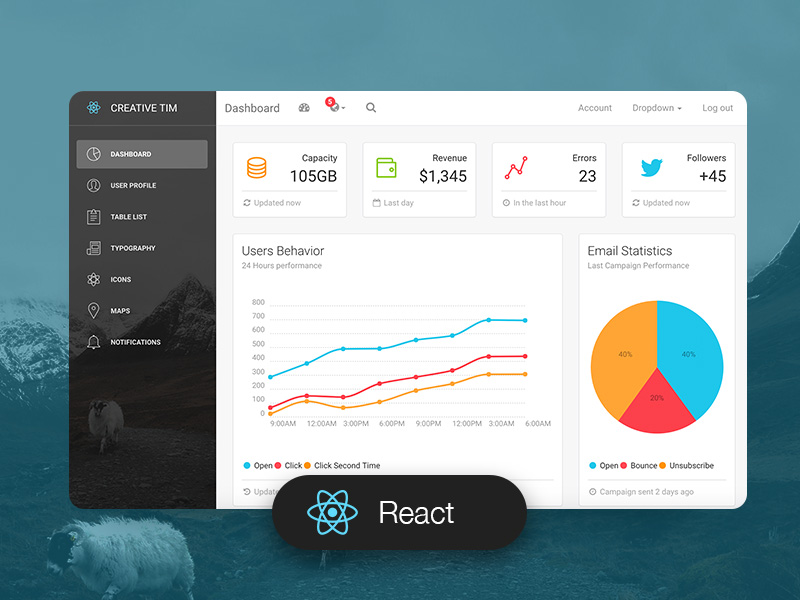 CREATIVE TIM
Dashboard
5
Account
Dropdown
Log out
DASHBOARD
USER PROFILE
TABLE LIST
TYPOGRAPHY
ICONS
MAPS
NOTIFICATIONS
Capacity
105GB
Updated now
Revenue
$1,345
Last day
Errors
23
In the last hour
Followers
+45
Updated now
Users Behavior
24 Hours performance
800
700
600
500
400
300
200
100
0
9:00AM 12:00AM 3:00PM 6:00PM 9:00PM 12:00PM 3:00AM 6:00AM
Open Click Click Second Time
Email Statistics
Last Campaign Performance
40%
40%
20%
Open Bounce Unsubscribe
Campaign sent 2 days ago
React